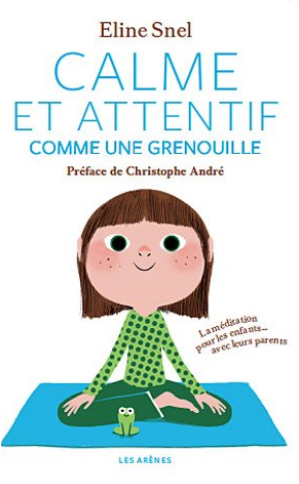 Eline Snel
CALME
ET ATTENTIF
COMME UNE GRENOUILLE
Préface de Christophe André
La méditation
pour les enfants...
avec leurs parents
LES ARÈNES